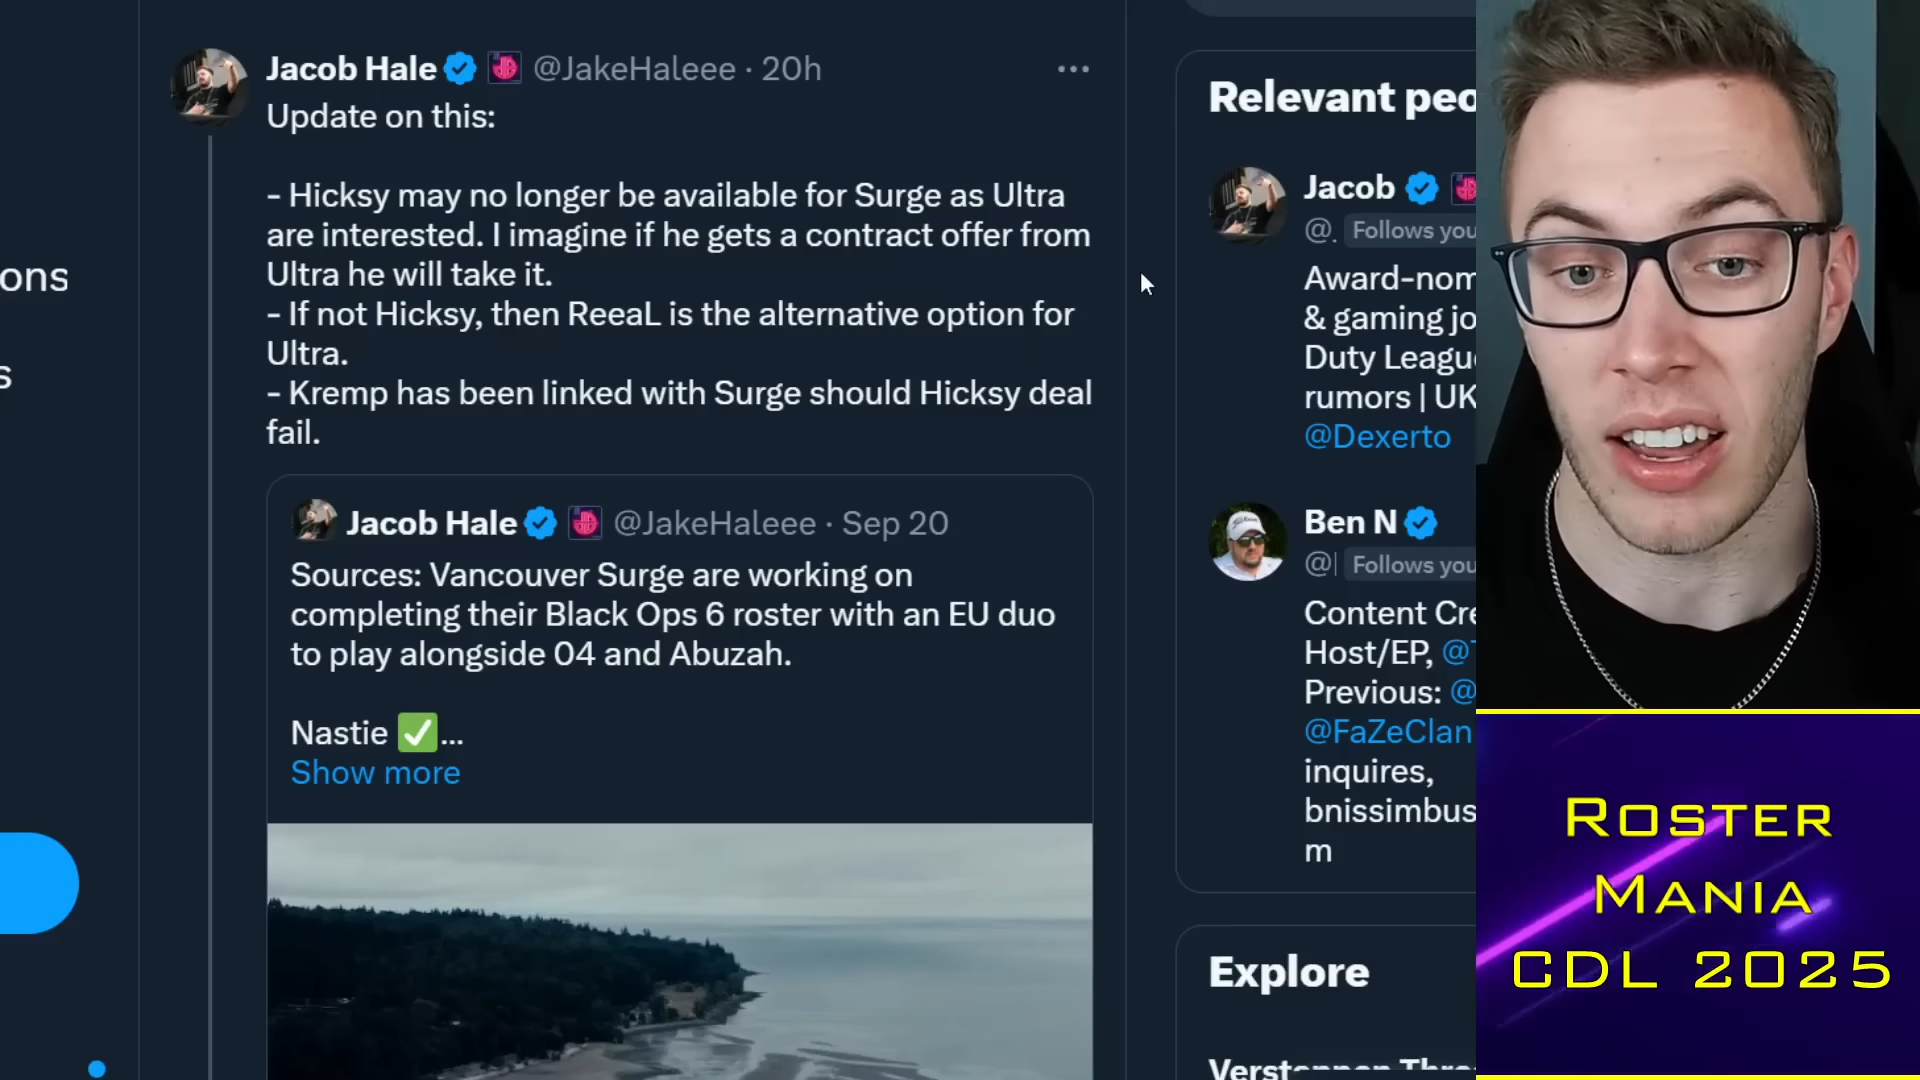 ons
s
Jacob Hale @JakeHaleee · 20h
Update on this:
- Hicksy may no longer be available for Surge as Ultra
are interested. I imagine if he gets a contract offer from
Ultra he will take it.
- If not Hicksy, then ReeaL is the alternative option for
Ultra.
- Kremp has been linked with Surge should Hicksy deal
fail.
Jacob Hale @JakeHaleee · Sep 20
Sources: Vancouver Surge are working on
completing their Black Ops 6 roster with an EU duo
to play alongside 04 and Abuzah.
Nastie ✅...
Show more
Relevant peo
Jacob
@. Follows you
Award-nom
& gaming jo
Duty League
rumors | UK
@Dexerto
Ben N
@ Follows you
Content Cre
Host/EP, @T
Previous: @
@FaZeClan
inquires,
bnissimbus
m
Explore
Roster
Mania
CDL 2025